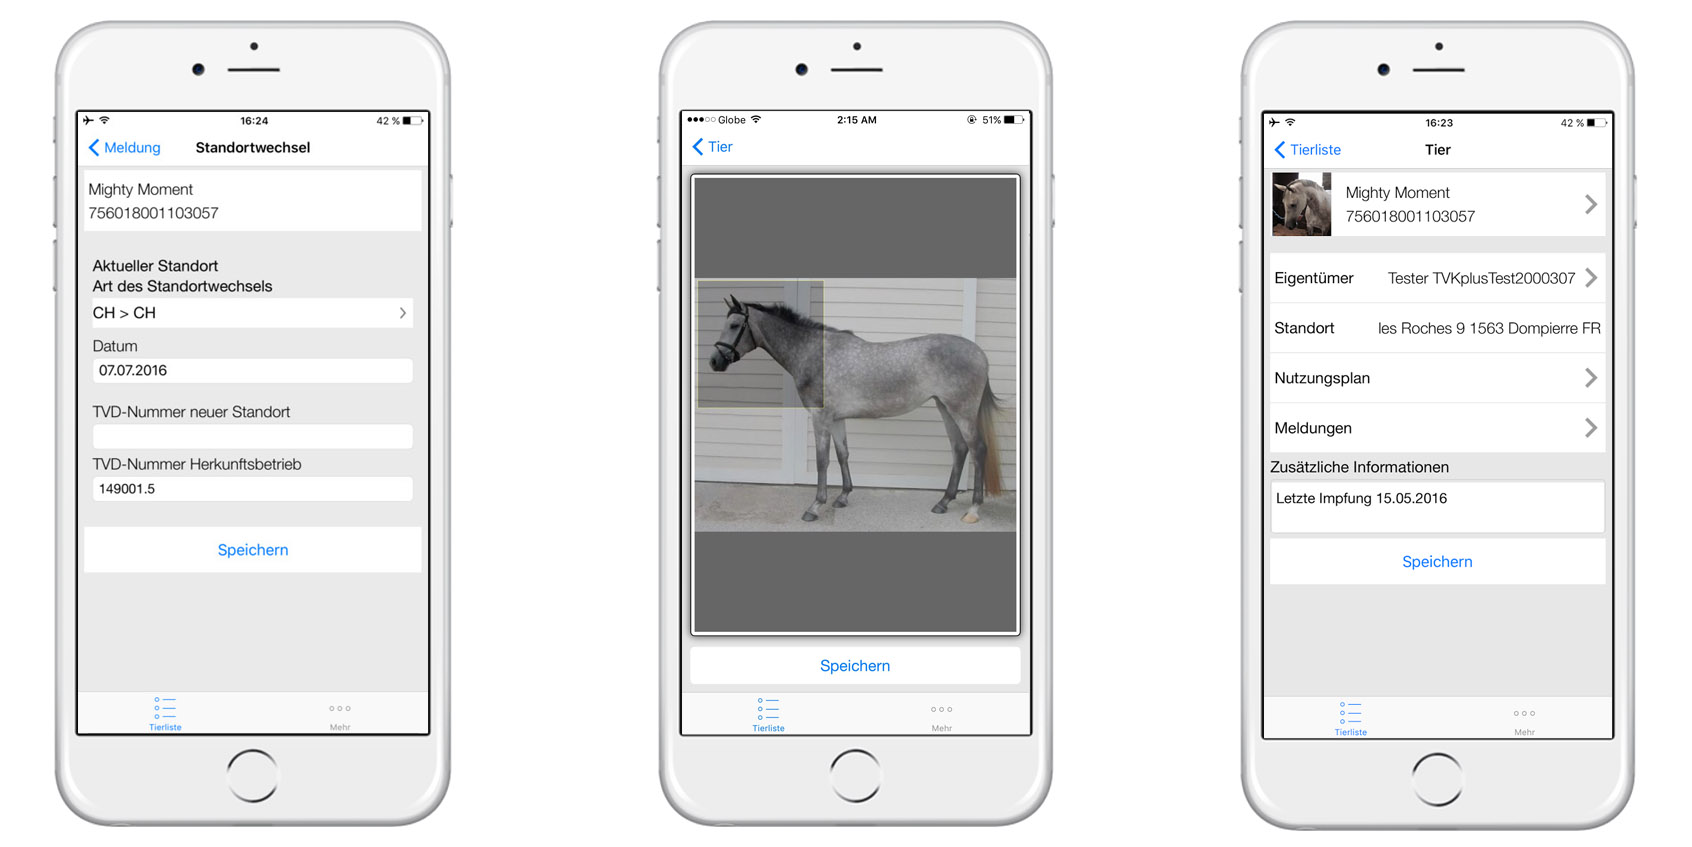 16:24
42 %
Meldung
Standortwechsel
Mighty Moment
756018001103057
Aktueller Standort
Art des Standortwechsels
CH > CH
Datum
07.07.2016
TVD-Nummer neuer Standort
TVD-Nummer Herkunftsbetrieb
149001.5
Speichern
Tierliste
Mehr
Globe
2:15 AM
51%
Tier
Speichern
Tierliste
Mehr
16:23
42 %
Tierliste
Tier
Mighty Moment
756018001103057
Eigentümer
Tester TVKplusTest2000307
Standort
les Roches 9 1563 Dompierre FR
Nutzungsplan
Meldungen
Zusätzliche Informationen
Letzte Impfung 15.05.2016
Speichern
Tierliste
Mehr